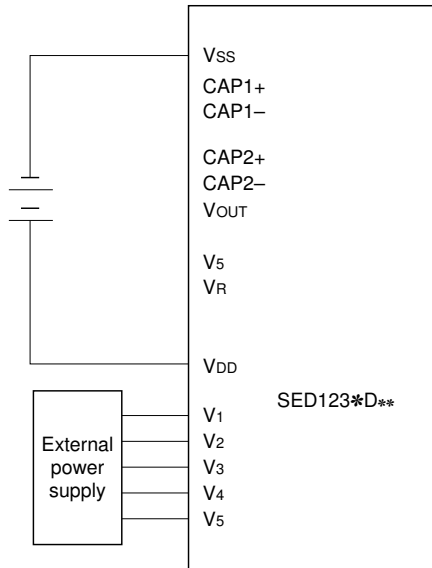 VSS
CAP1+
CAP1–
CAP2+
CAP2–
VOUT
V5
VR
VDD
SED123*D**
External
power
supply
V1
V2
V3
V4
V5